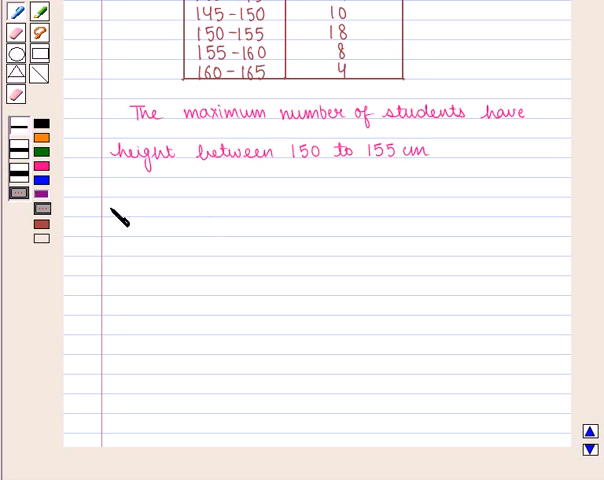 145-150 10
150-155 18
155-160 8
160-165 4
The maximum number of students have
height between 150 to 155 cm